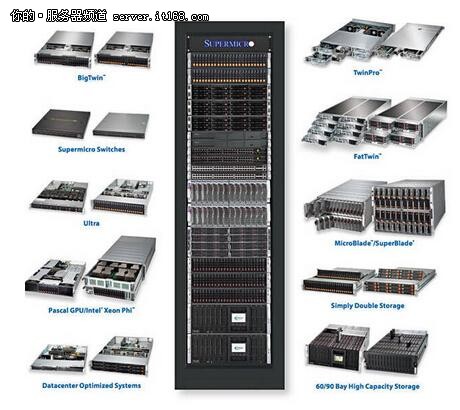 你的·服务器频道 server.it168.com
SUPERMICRO
BigTwin™
TwinPro™
Supermicro Switches
FatTwin™
Ultra
MicroBlade®/SuperBlade®
Pascal GPU/Intel® Xeon Phi™
Simply Double Storage
Datacenter Optimized Systems
60/90 Bay High Capacity Storage